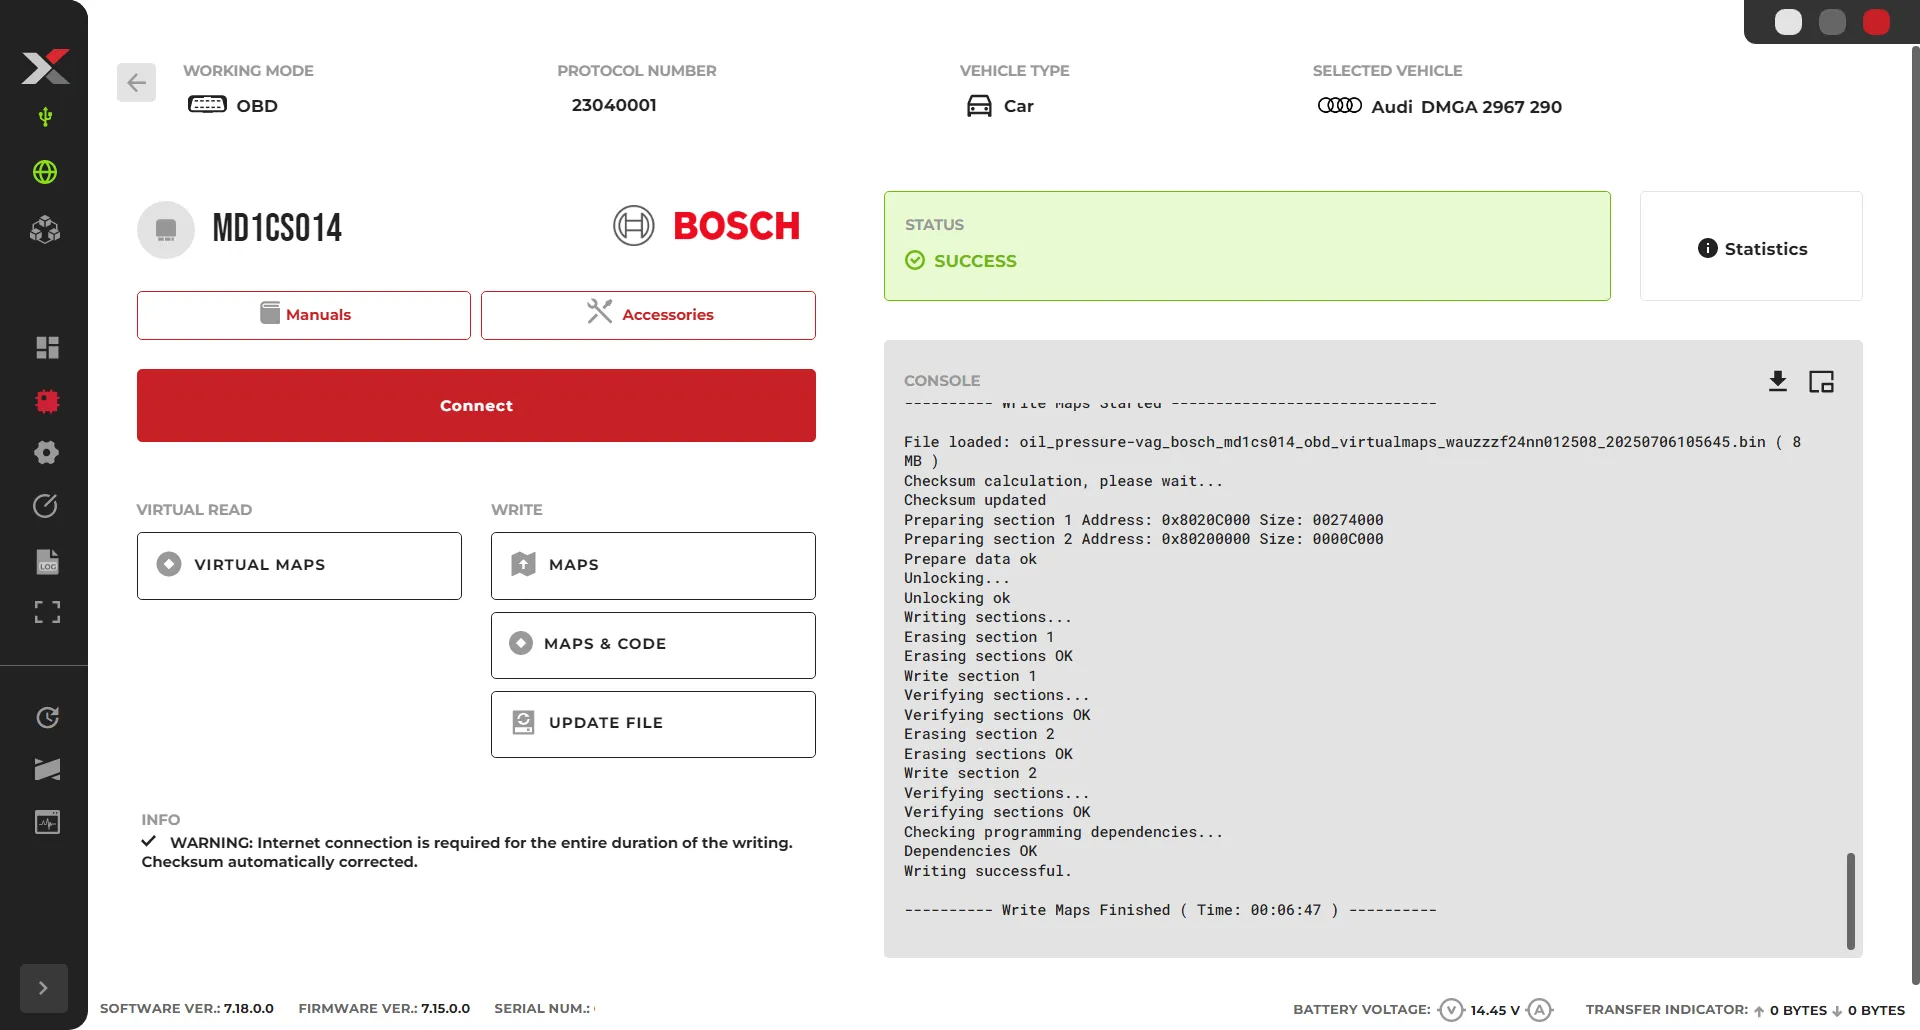 WORKING MODE
OBD
PROTOCOL NUMBER
23040001
VEHICLE TYPE
Car
SELECTED VEHICLE
Audi DMGA 2967 290
MD1CS014
BOSCH
Manuals
Accessories
Connect
VIRTUAL READ
VIRTUAL MAPS
WRITE
MAPS
MAPS & CODE
UPDATE FILE
INFO
WARNING: Internet connection is required for the entire duration of the writing.
Checksum automatically corrected.
STATUS
SUCCESS
Statistics
CONSOLE
---------- Write Maps Started ------------------------------
File loaded: oil_pressure-vag_bosch_md1cs014_obd_virtualmaps_wauzzzf24nn012508_20250706105645.bin ( 8
MB )
Checksum calculation, please wait...
Checksum updated
Preparing section 1 Address: 0x8020C000 Size: 00274000
Preparing section 2 Address: 0x80200000 Size: 0000C000
Prepare data ok
Unlocking...
Unlocking ok
Writing sections...
Erasing section 1
Erasing sections OK
Write section 1
Verifying sections...
Verifying sections OK
Erasing section 2
Erasing sections OK
Write section 2
Verifying sections...
Verifying sections OK
Checking programming dependencies...
Dependencies OK
Writing successful.
---------- Write Maps Finished ( Time: 00:06:47 ) ----------
LOG
SOFTWARE VER.: 7.18.0.0
FIRMWARE VER.: 7.15.0.0
SERIAL NUM.:
BATTERY VOLTAGE: V 14.45 V A
TRANSFER INDICATOR: 0 BYTES 0 BYTES